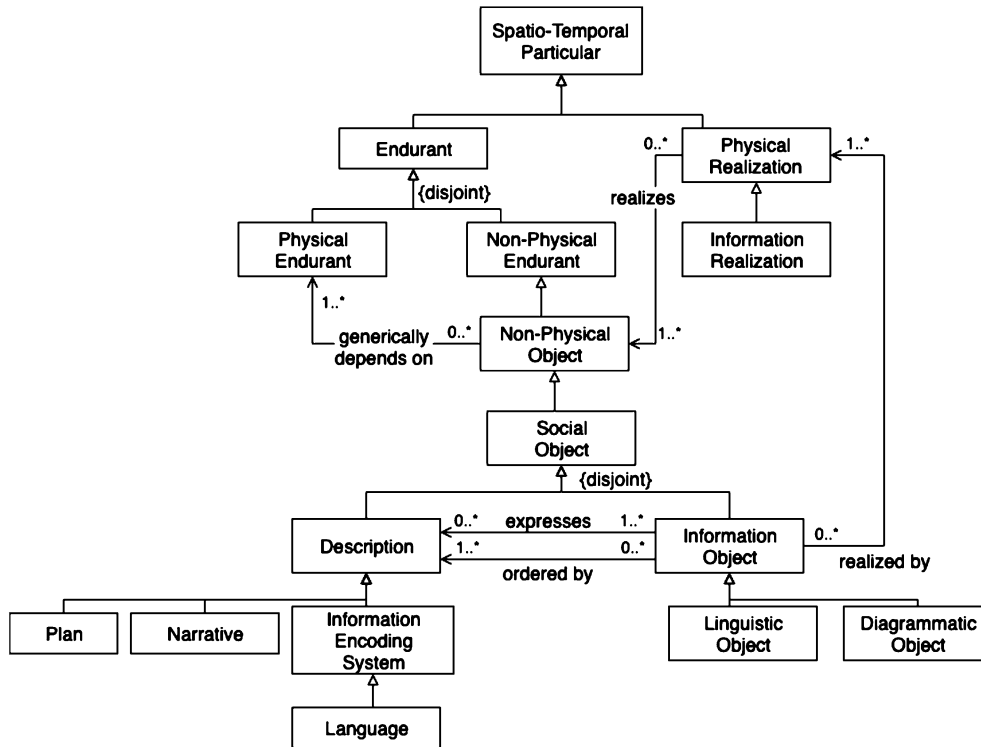 Spatio-Temporal
Particular
Endurant
0..*
Physical
Realization
1..*
{disjoint}
realizes
Physical
Endurant
Non-Physical
Endurant
Information
Realization
1..*
generically
depends on
0..*
Non-Physical
Object
1..*
Social
Object
{disjoint}
Description
0..*
expresses
1..*
1..*
ordered by
0..*
Information
Object
0..*
realized by
Plan
Narrative
Information
Encoding
System
Linguistic
Object
Diagrammatic
Object
Language